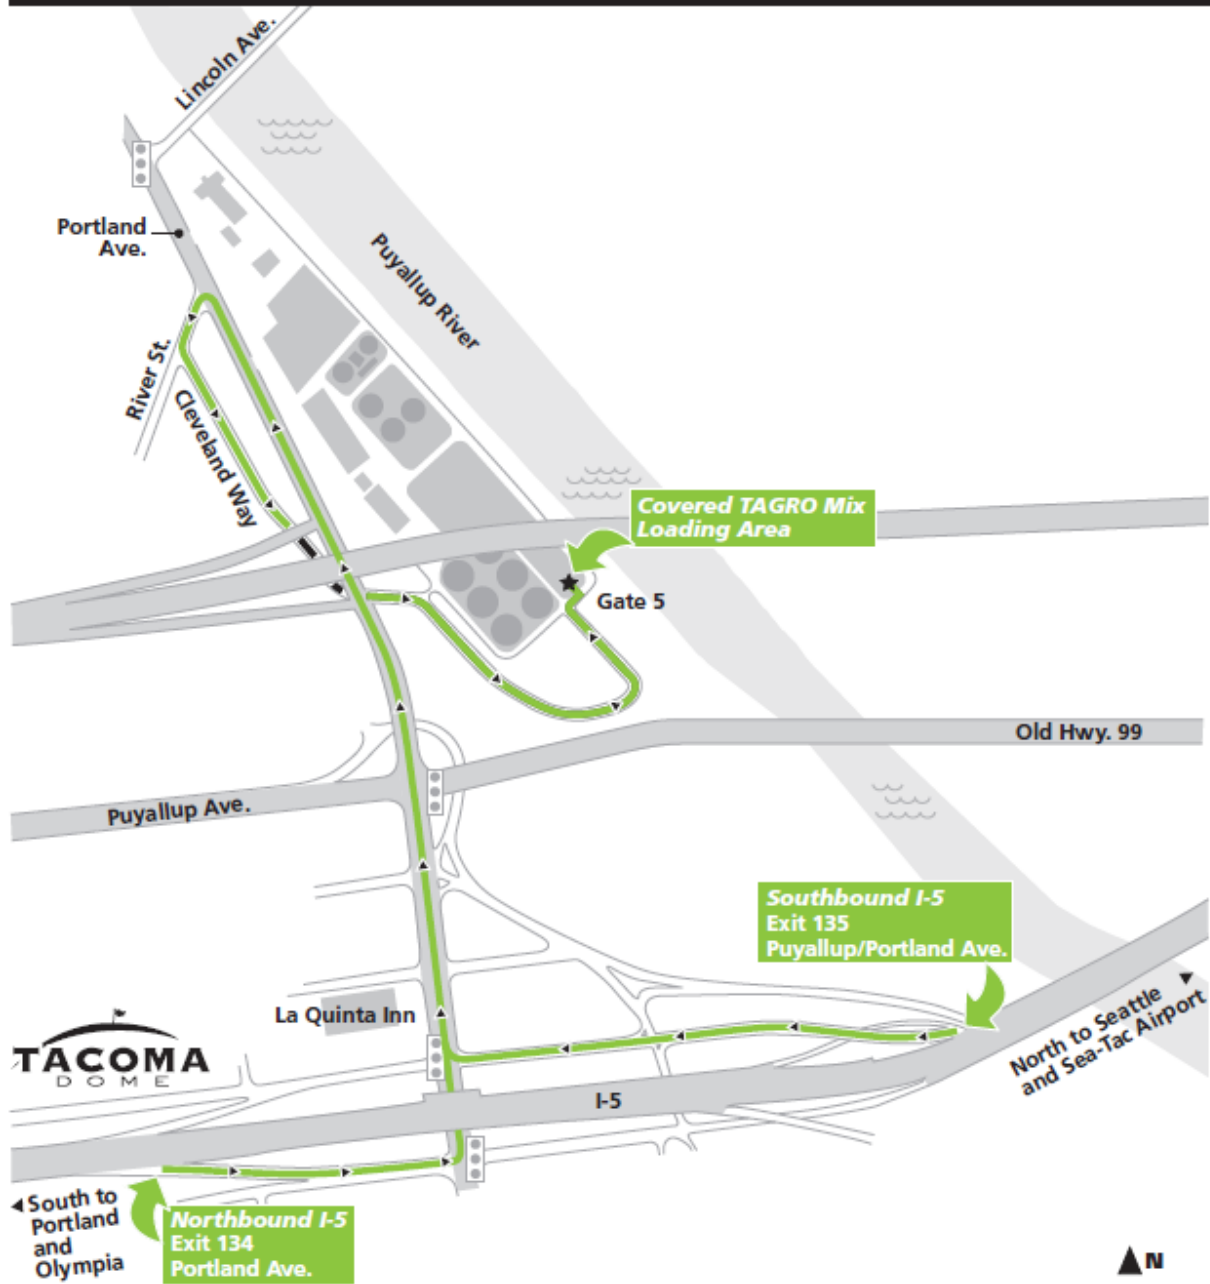 Lincoln Ave.
Portland
Ave.
Puyallup River
River St.
Cleveland Way
Covered TAGRO Mix
Loading Area
Gate 5
Old Hwy. 99
Puyallup Ave.
Southbound I-5
Exit 135
Puyallup/Portland Ave.
La Quinta Inn
North to Seattle
and Sea-Tac Airport
TACOMA
DOME
I-5
South to
Portland
and
Olympia
Northbound I-5
Exit 134
Portland Ave.
N